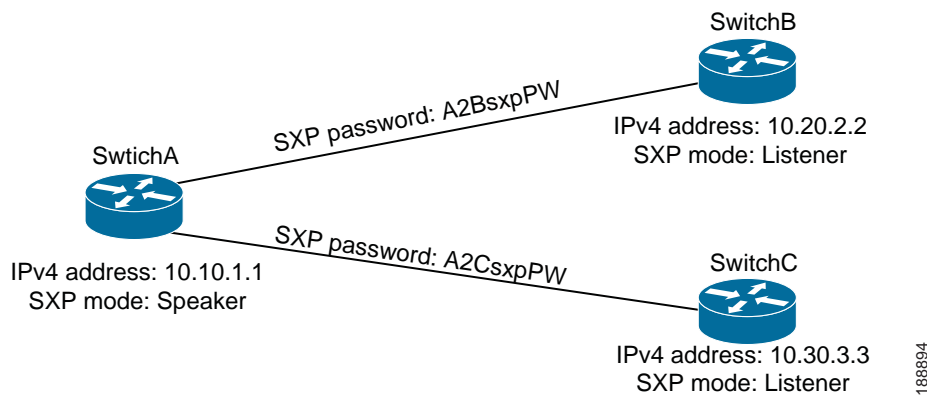 SwitchB
SXP password: A2BsxpPW
IPv4 address: 10.20.2.2
SXP mode: Listener
SwtichA
SXP password: A2CsxpPW
IPv4 address: 10.10.1.1
SXP mode: Speaker
SwitchC
IPv4 address: 10.30.3.3
SXP mode: Listener
188894